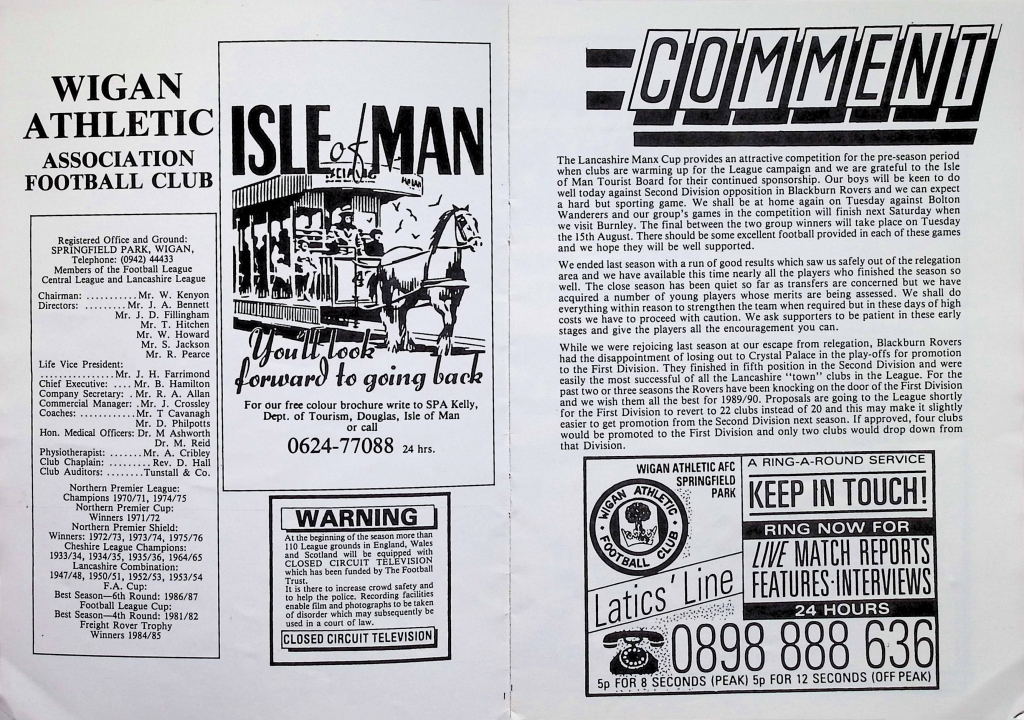 WIGAN
ATHLETIC
ASSOCIATION
FOOTBALL CLUB
Registered Office and Ground:
SPRINGFIELD PARK, WIGAN,
Telephone: (0942) 44433
Members of the Football League
Central League and Lancashire League
Chairman: ...........Mr. W. Kenyon
Directors: .........Mr. J. A. Bennett
Mr. J. D. Fillingham
Mr. T. Hitchen
Mr. W. Howard
Mr. S. Jackson
Mr. R. Pearce
Life Vice President:
................Mr. J. H. Farrimond
Chief Executive: ....Mr. B. Hamilton
Company Secretary: .Mr. R. A. Allan
Commercial Manager: .Mr. J. Crossley
Coaches: ............Mr. T Cavanagh
Mr. D. Philpotts
Hon. Medical Officers: Dr. M Ashworth
Dr. M. Reid
Physiotherapist: .......Mr. A. Cribley
Club Chaplain: .........Rev. D. Hall
Club Auditors: ........Tunstall & Co.
Northern Premier League:
Champions 1970/71, 1974/75
Northern Premier Cup:
Winners 1971/72
Northern Premier Shield:
Winners: 1972/73, 1973/74, 1975/76
Cheshire League Champions:
1933/34, 1934/35, 1935/36, 1964/65
Lancashire Combination:
1947/48, 1950/51, 1952/53, 1953/54
F.A. Cup:
Best Season—6th Round: 1986/87
Football League Cup:
Best Season—4th Round: 1981/82
Freight Rover Trophy
Winners 1984/85
ISLE of MAN
You'll look
forward to going back
For our free colour brochure write to SPA Kelly,
Dept. of Tourism, Douglas, Isle of Man
or call
0624-77088 24 hrs.
WARNING
At the beginning of the season more than
110 League grounds in England, Wales
and Scotland will be equipped with
CLOSED CIRCUIT TELEVISION
which has been funded by The Football
Trust.
It is there to increase crowd safety and
to help the police. Recording facilities
enable film and photographs to be taken
of disorder which may subsequently be
used in a court of law.
CLOSED CIRCUIT TELEVISION
COMMENT
The Lancashire Manx Cup provides an attractive competition for the pre-season period
when clubs are warming up for the League campaign and we are grateful to the Isle
of Man Tourist Board for their continued sponsorship. Our boys will be keen to do
well today against Second Division opposition in Blackburn Rovers and we can expect
a hard but sporting game. We shall be at home again on Tuesday against Bolton
Wanderers and our group's games in the competition will finish next Saturday when
we visit Burnley. The final between the two group winners will take place on Tuesday
the 15th August. There should be some excellent football provided in each of these games
and we hope they will be well supported.
We ended last season with a run of good results which saw us safely out of the relegation
area and we have available this time nearly all the players who finished the season so
well. The close season has been quiet so far as transfers are concerned but we have
acquired a number of young players whose merits are being assessed. We shall do
everything within reason to strengthen the team when required but in these days of high
costs we have to proceed with caution. We ask supporters to be patient in these early
stages and give the players all the encouragement you can.
While we were rejoicing last season at our escape from relegation, Blackburn Rovers
had the disappointment of losing out to Crystal Palace in the play-offs for promotion
to the First Division. They finished in fifth position in the Second Division and were
easily the most successful of all the Lancashire "town" clubs in the League. For the
past two or three seasons the Rovers have been knocking on the door of the First Division
and we wish them all the best for 1989/90. Proposals are going to the League shortly
for the First Division to revert to 22 clubs instead of 20 and this may make it slightly
easier to get promotion from the Second Division next season. If approved, four clubs
would be promoted to the First Division and only two clubs would drop down from
that Division.
WIGAN ATHLETIC AFC
SPRINGFIELD
PARK
WIGAN ATHLETIC
FOOTBALL CLUB
Latics' Line
A RING-A-ROUND SERVICE
KEEP IN TOUCH!
RING NOW FOR
LIVE MATCH REPORTS
FEATURES·INTERVIEWS
24 HOURS
0898 888 636
5p FOR 8 SECONDS (PEAK) 5p FOR 12 SECONDS (OFF PEAK)